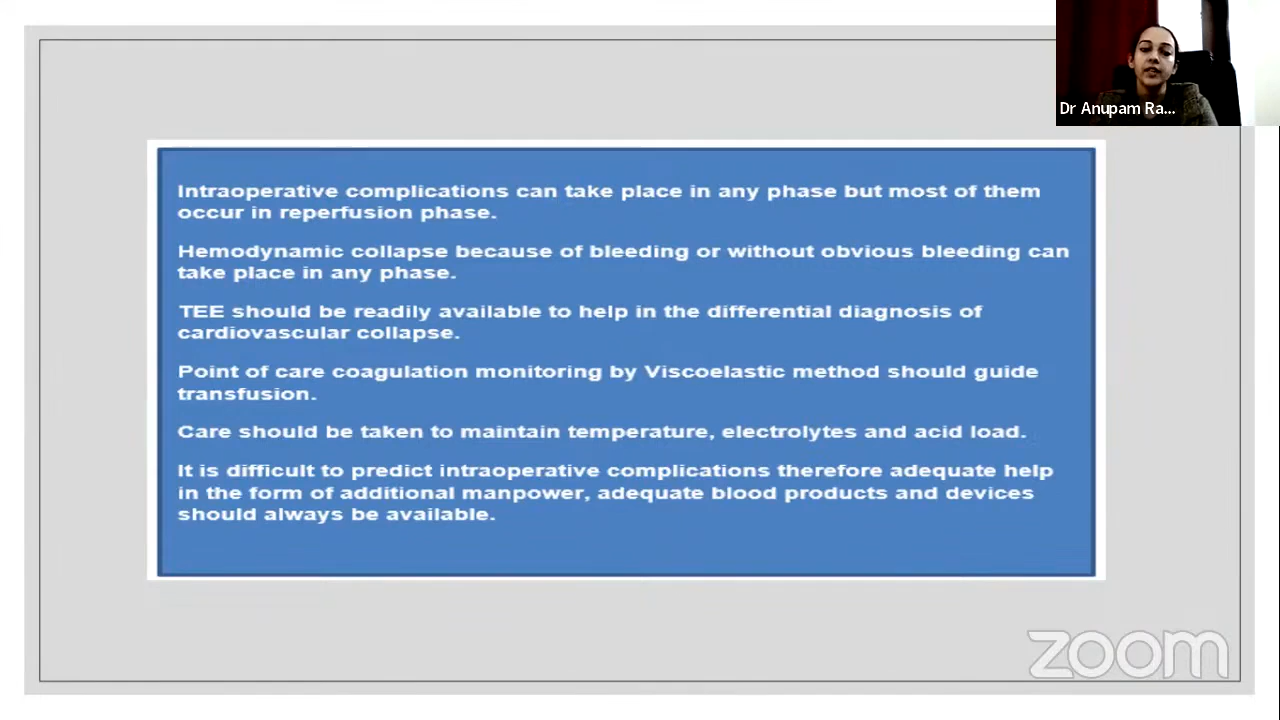 Dr Anupam Ra...
Intraoperative complications can take place in any phase but most of them
occur in reperfusion phase.
Hemodynamic collapse because of bleeding or without obvious bleeding can
take place in any phase.
TEE should be readily available to help in the differential diagnosis of
cardiovascular collapse.
Point of care coagulation monitoring by Viscoelastic method should guide
transfusion.
Care should be taken to maintain temperature, electrolytes and acid load.
It is difficult to predict intraoperative complications therefore adequate help
in the form of additional manpower, adequate blood products and devices
should always be available.
zoom